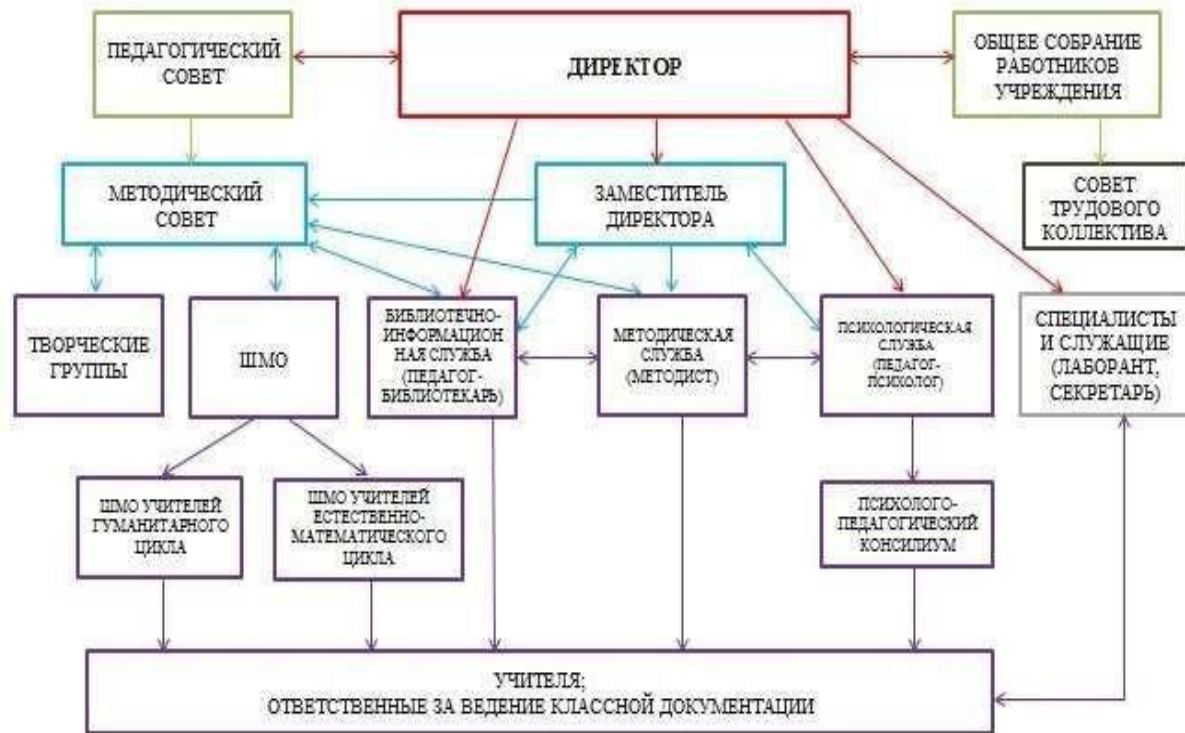 ПЕДАГОГИЧЕСКИЙ
СОВЕТ
ДИРЕКТОР
ОБЩЕЕ СОБРАНИЕ
РАБОТНИКОВ
УЧРЕЖДЕНИЯ
МЕТОДИЧЕСКИЙ
СОВЕТ
ЗАМЕСТИТЕЛЬ
ДИРЕКТОРА
СОВЕТ
ТРУДОВОГО
КОЛЛЕКТИВА
ТВОРЧЕСКИЕ
ГРУППЫ
ШМО
БИБЛИОТЕЧНО-
ИНФОРМАЦИОН
НАЯ СЛУЖБА
(ПЕДАГОГ-
БИБЛИОТЕКАРЬ)
МЕТОДИЧЕСКАЯ
СЛУЖБА
(МЕТОДИСТ)
ПСИХОЛОГИЧЕСКАЯ
СЛУЖБА
(ПЕДАГОГ-
ПСИХОЛОГ)
СПЕЦИАЛИСТЫ
И СЛУЖАЩИЕ
(ЛАБОРАНТ,
СЕКРЕТАРЬ)
ШМО УЧИТЕЛЕЙ
ГУМАНИТАРНОГО
ЦИКЛА
ШМО УЧИТЕЛЕЙ
ЕСТЕСТВЕННО-
МАТЕМАТИЧЕСКОГО
ЦИКЛА
ПСИХОЛОГО-
ПЕДАГОГИЧЕСКИЙ
КОНСИЛИУМ
УЧИТЕЛЯ;
ОТВЕТСТВЕННЫЕ ЗА ВЕДЕНИЕ КЛАССНОЙ ДОКУМЕНТАЦИИ